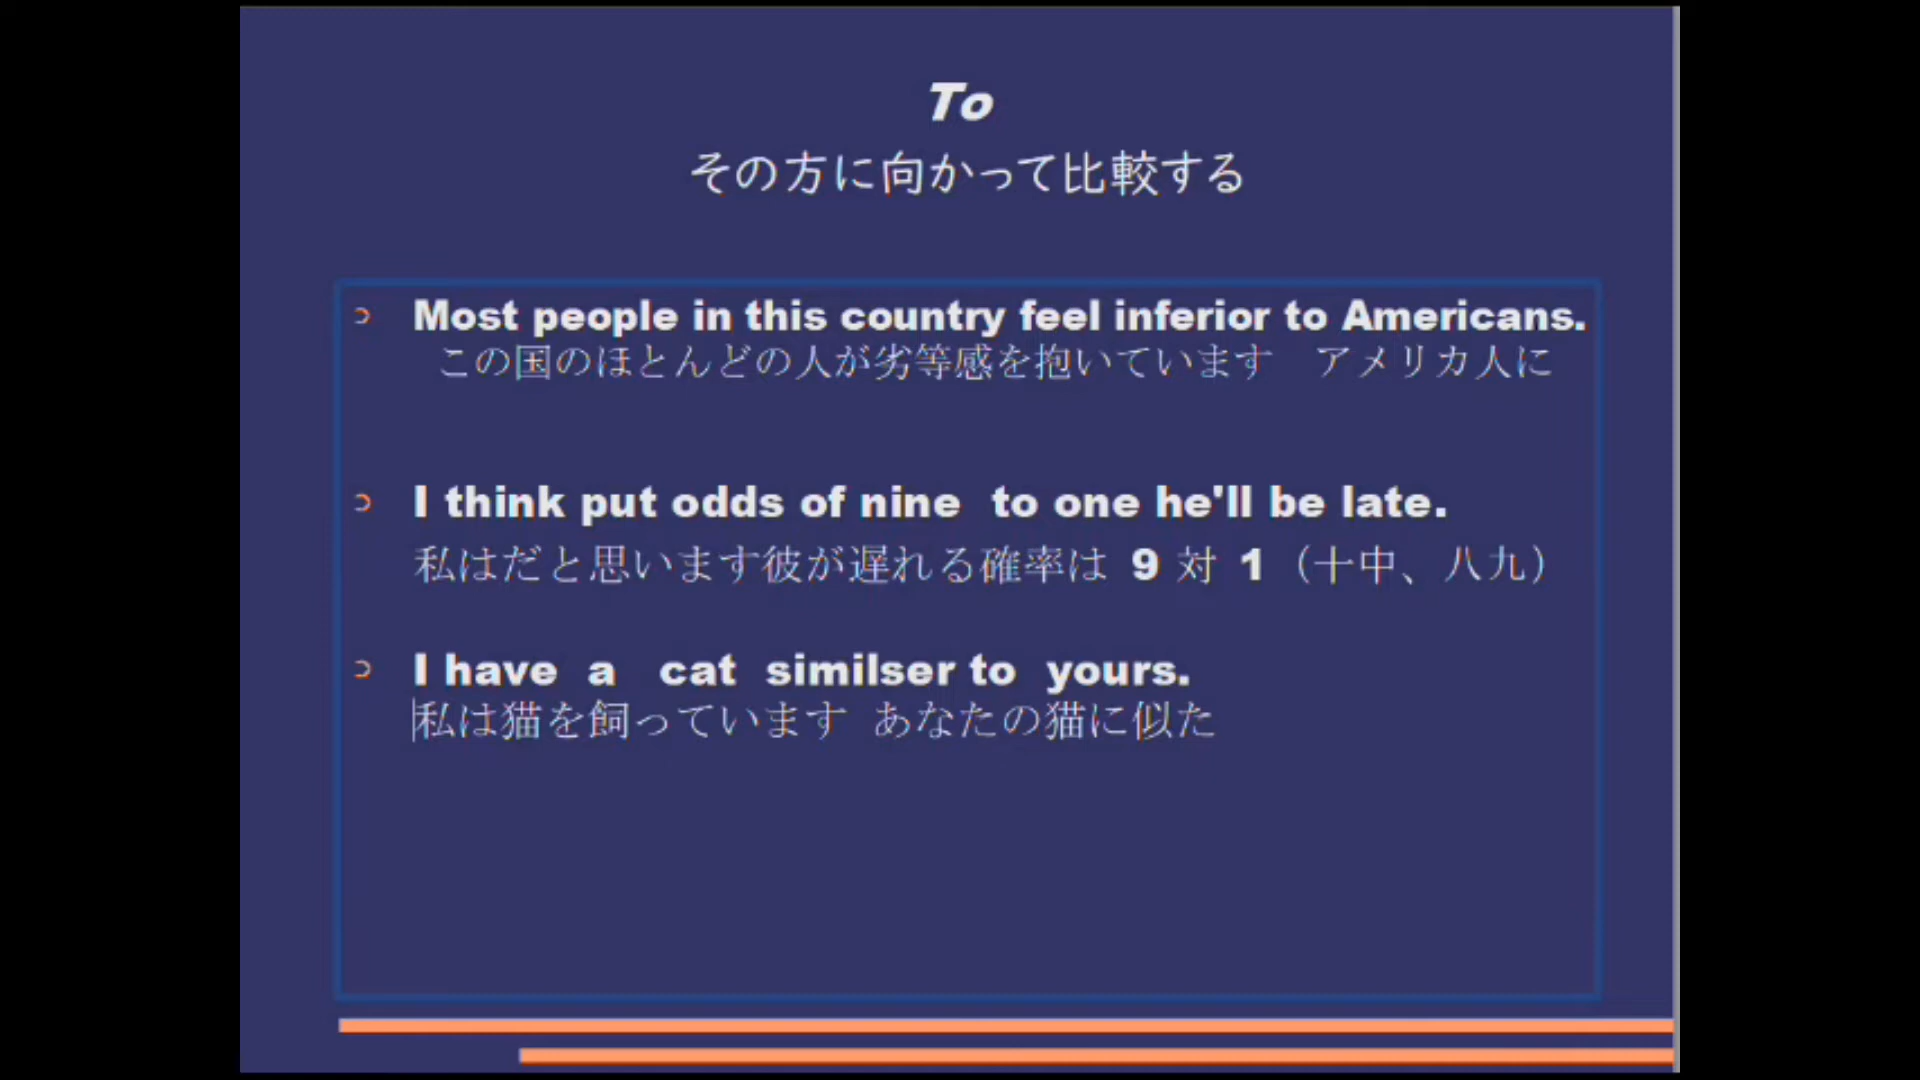 To
その方に向かって比較する
Most people in this country feel inferior to Americans.
この国のほとんどの人が劣等感を抱いています　アメリカ人に
I think put odds of nine to one he'll be late.
私はだと思います彼が遅れる確率は 9 対 1（十中、八九）
I have a cat similser to yours.
私は猫を飼っています あなたの猫に似た